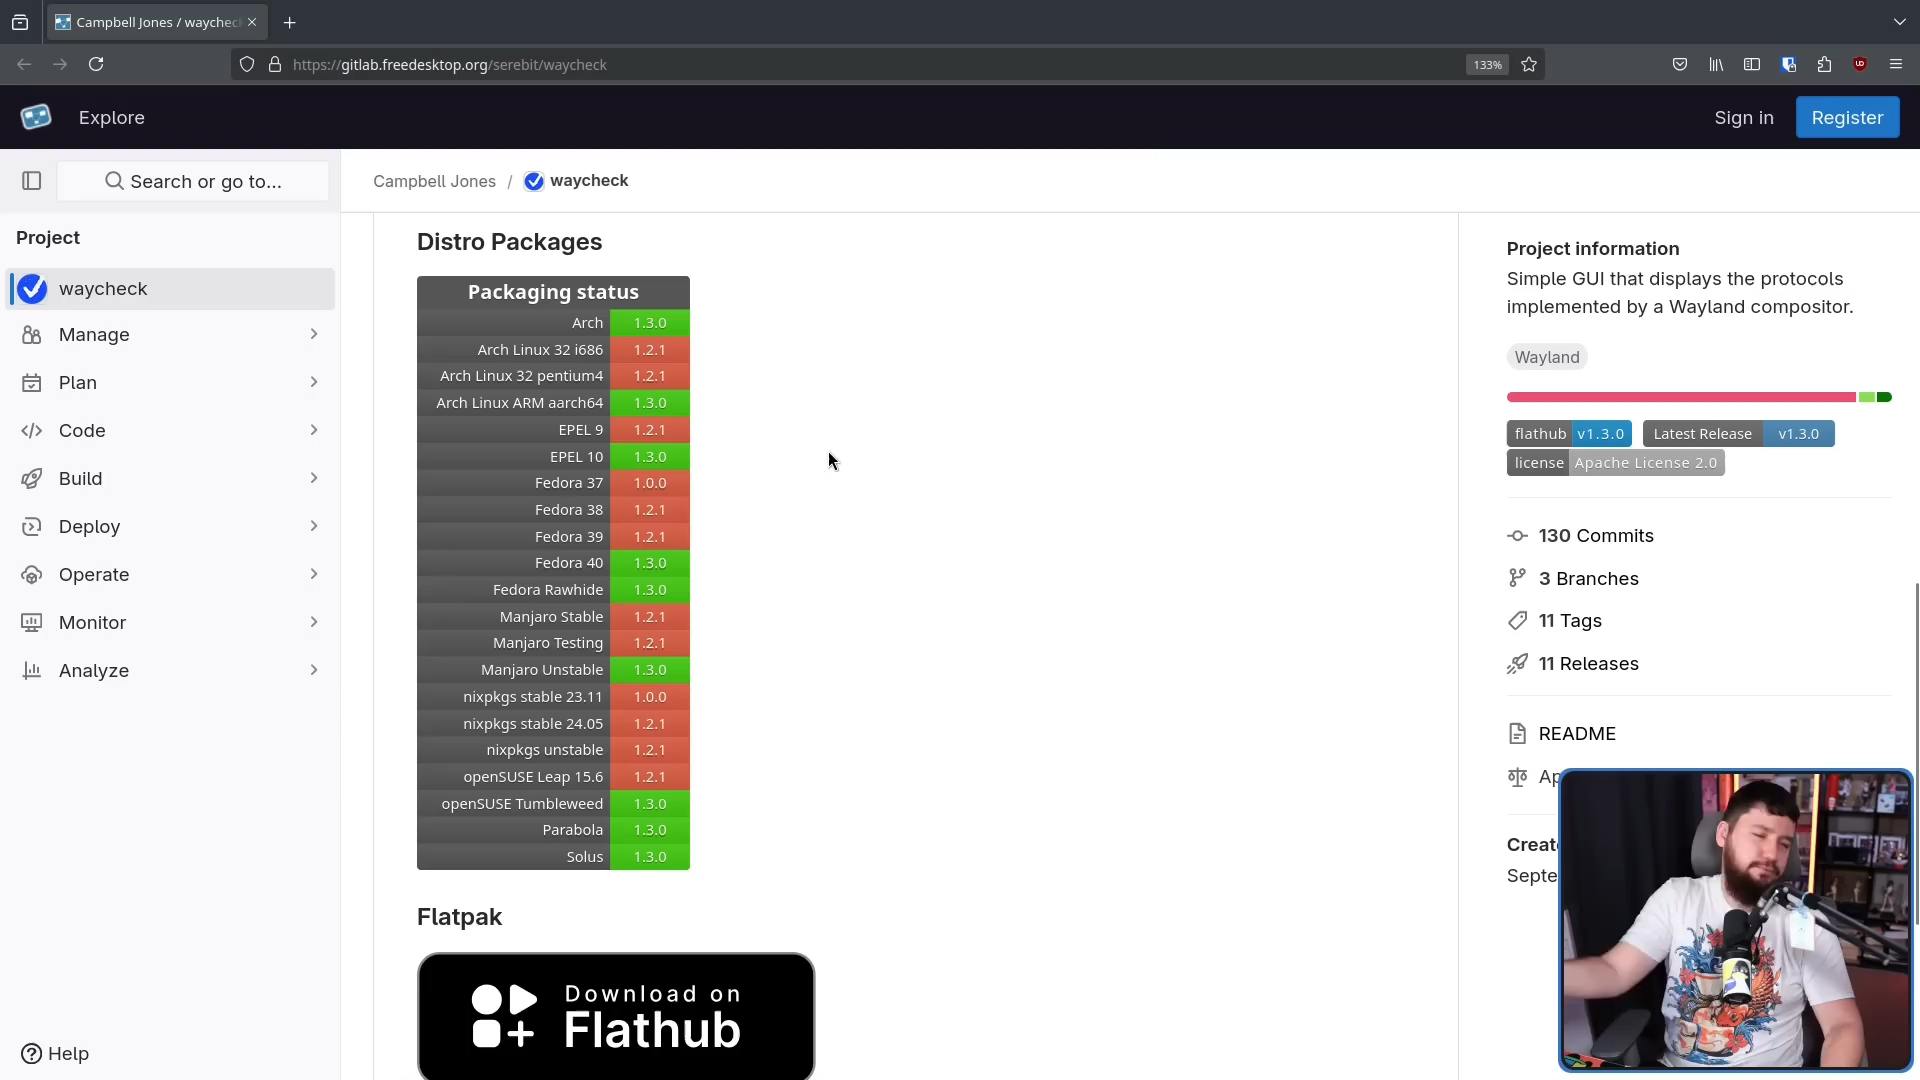 Campbell Jones / waychec
https://gitlab.freedesktop.org/serebit/waycheck
133%
Explore
Sign in
Register
Search or go to...
Campbell Jones / waycheck
Project
waycheck
Manage
Plan
Code
Build
Deploy
Operate
Monitor
Analyze
Help
Distro Packages
Packaging status
Arch 1.3.0
Arch Linux 32 i686 1.2.1
Arch Linux 32 pentium4 1.2.1
Arch Linux ARM aarch64 1.3.0
EPEL 9 1.2.1
EPEL 10 1.3.0
Fedora 37 1.0.0
Fedora 38 1.2.1
Fedora 39 1.2.1
Fedora 40 1.3.0
Fedora Rawhide 1.3.0
Manjaro Stable 1.2.1
Manjaro Testing 1.2.1
Manjaro Unstable 1.3.0
nixpkgs stable 23.11 1.0.0
nixpkgs stable 24.05 1.2.1
nixpkgs unstable 1.2.1
openSUSE Leap 15.6 1.2.1
openSUSE Tumbleweed 1.3.0
Parabola 1.3.0
Solus 1.3.0
Flatpak
Download on
Flathub
Project information
Simple GUI that displays the protocols
implemented by a Wayland compositor.
Wayland
flathub v1.3.0 Latest Release v1.3.0
license Apache License 2.0
130 Commits
3 Branches
11 Tags
11 Releases
README
Ap
Create
Septe